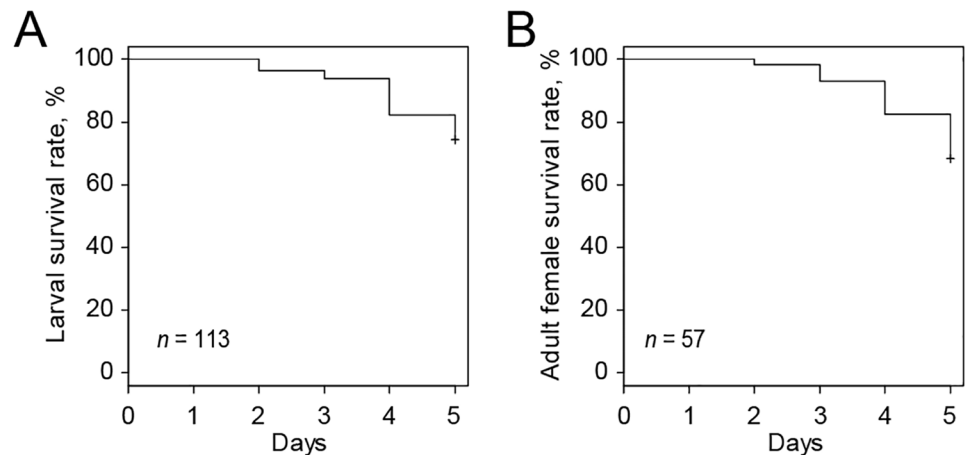 A
Larval survival rate, %
100
80
60
40
20
0
n = 113
0 1 2 3 4 5
Days
B
Adult female survival rate, %
100
80
60
40
20
0
n = 57
0 1 2 3 4 5
Days